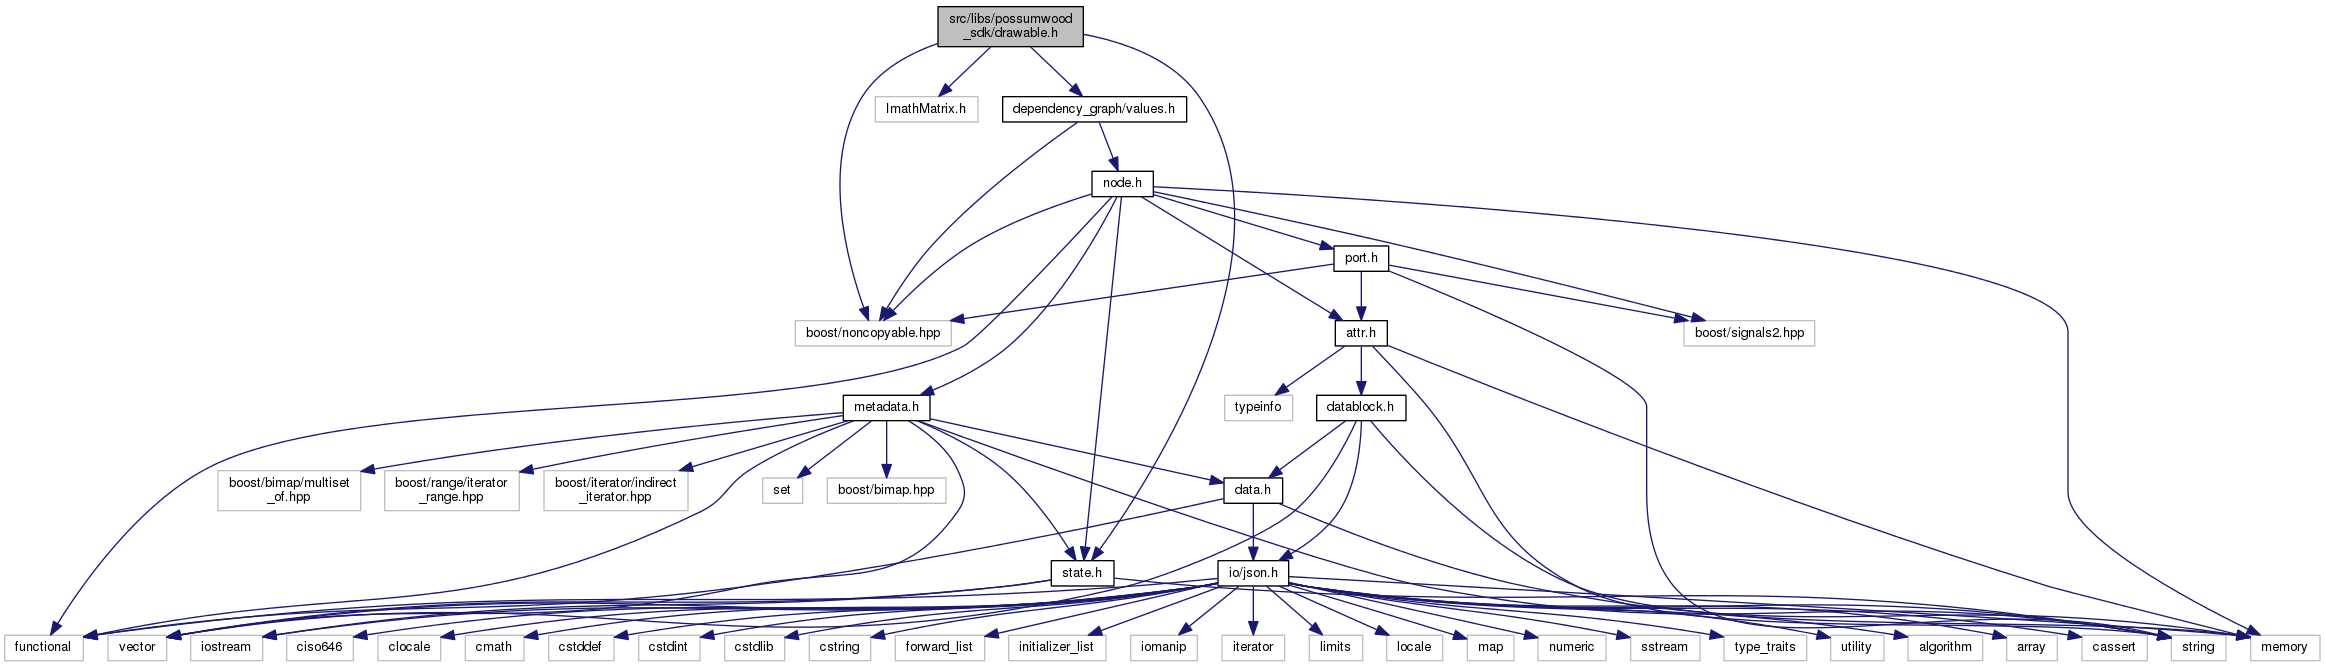 src/libs/possumwood
_sdk/drawable.h
ImathMatrix.h
dependency_graph/values.h
node.h
port.h
boost/noncopyable.hpp
attr.h
boost/signals2.hpp
metadata.h
typeinfo
datablock.h
boost/bimap/multiset
_of.hpp
boost/range/iterator
_range.hpp
boost/iterator/indirect
_iterator.hpp
set
boost/bimap.hpp
data.h
state.h
io/json.h
functional
vector
iostream
ciso646
clocale
cmath
cstddef
cstdint
cstdlib
cstring
forward_list
initializer_list
iomanip
iterator
limits
locale
map
numeric
sstream
type_traits
utility
algorithm
array
cassert
string
memory